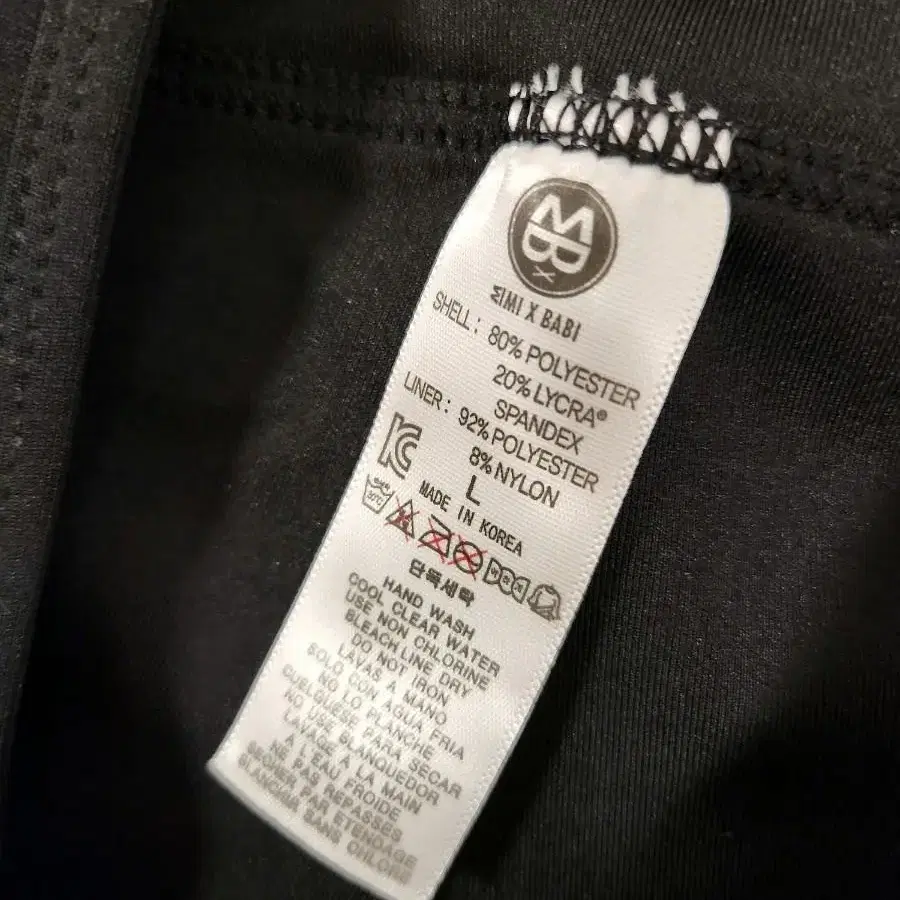 MBX
MIMI X BABI
SHELL : 80% POLYESTER
20% LYCRA®
SPANDEX
LINER : 92% POLYESTER
8% NYLON
L
MADE IN KOREA
30℃
단독세탁
HAND WASH
COOL CLEAR WATER
USE NON CHLORINE
BLEACH LINE DRY
DO NOT IRON
LAVAS A MANO
SOLO CON AGUA FRIA
NO LO PLANCHE
CUELGUESE PARA SECAR
NO USE BLANQUEDOR
LAVAGE A LA MAIN
A L'EAU FROIDE
NE PAS REPASSES
SECHER PAR ETENDAGE
BLANCHIR SANS CHLORE